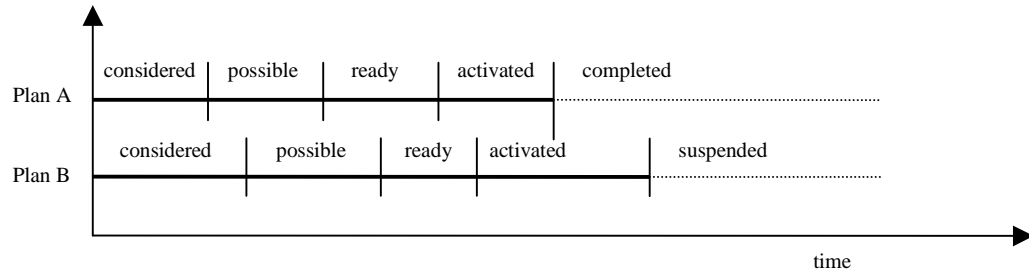 considered possible ready activated completed
Plan A
considered possible ready activated suspended
Plan B
time